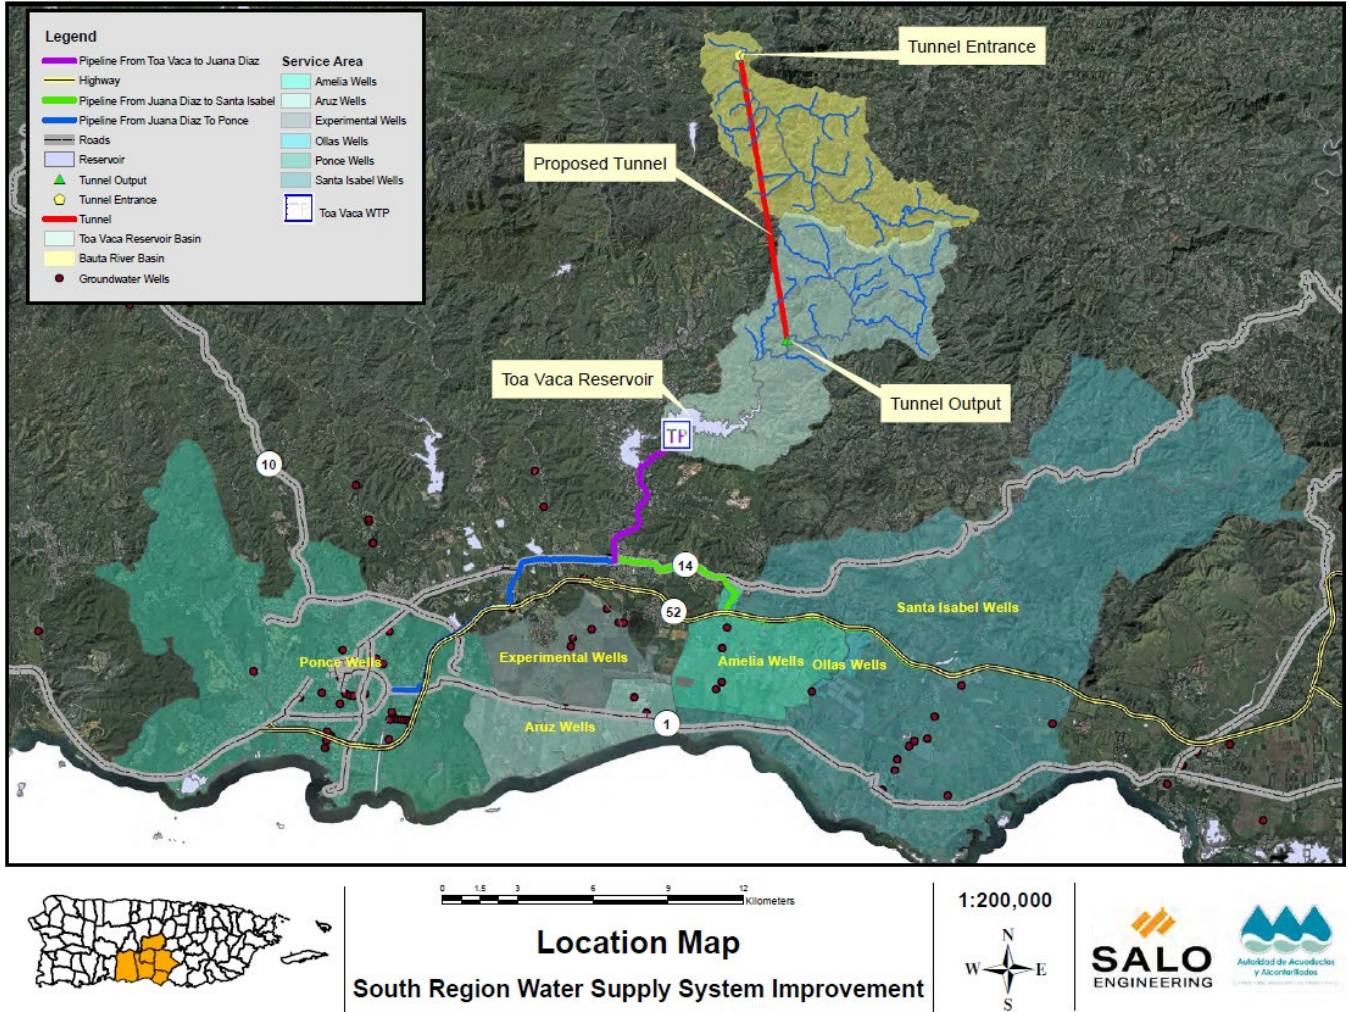 Legend
Pipeline From Toa Vaca to Juana Diaz
Highway
Pipeline From Juana Diaz to Santa Isabel
Pipeline From Juana Diaz To Ponce
Roads
Reservoir
Tunnel Output
Tunnel Entrance
Tunnel
Toa Vaca Reservoir Basin
Bauta River Basin
Groundwater Wells
Service Area
Amelia Wells
Aruz Wells
Experimental Wells
Ollas Wells
Ponce Wells
Santa Isabel Wells
TP
Toa Vaca WTP
Tunnel Entrance
Proposed Tunnel
Toa Vaca Reservoir
Tunnel Output
TP
10
14
52
1
Santa Isabel Wells
Ponce Wells
Experimental Wells
Amelia Wells
Ollas Wells
Aruz Wells
0 1.5 3 6 9 12
Kilometers
Location Map
South Region Water Supply System Improvement
1:200,000
N
W E
S
SALO
ENGINEERING
Autoridad de Acueductos
y Alcantarillados